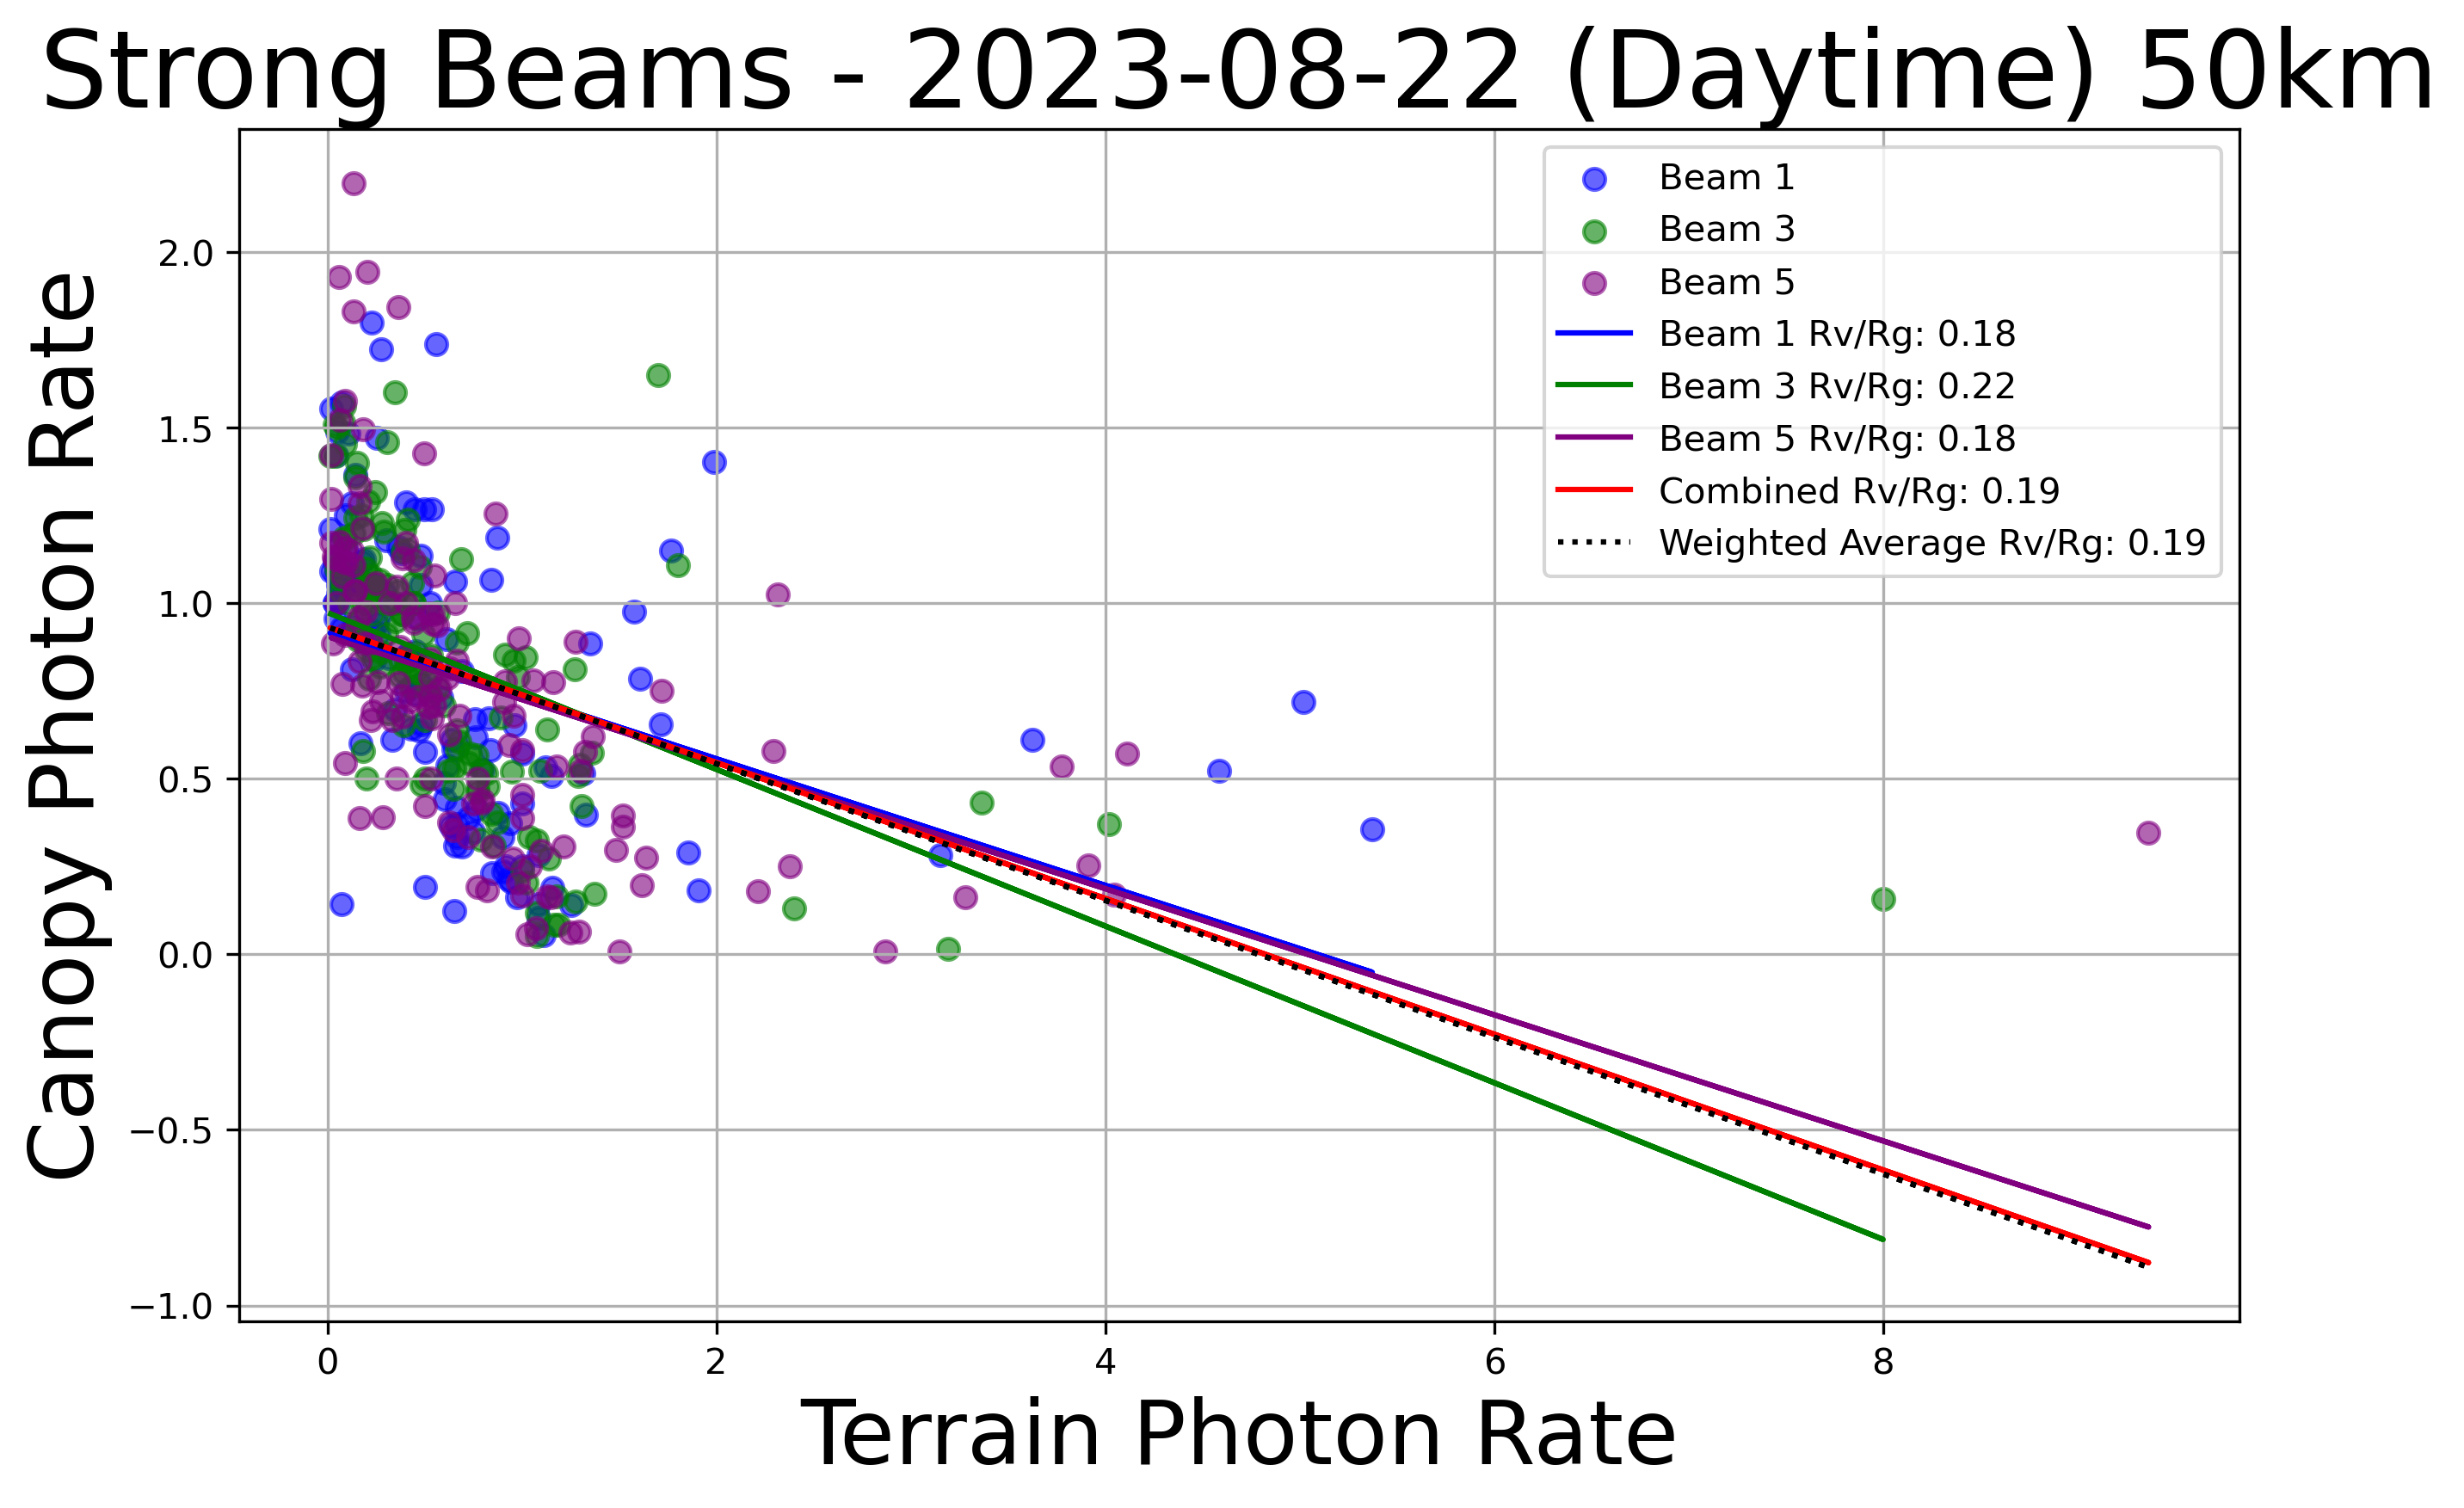 Strong Beams - 2023-08-22 (Daytime) 50km
Canopy Photon Rate
2.0
1.5
1.0
0.5
0.0
−0.5
−1.0
Beam 1
Beam 3
Beam 5
Beam 1 Rv/Rg: 0.18
Beam 3 Rv/Rg: 0.22
Beam 5 Rv/Rg: 0.18
Combined Rv/Rg: 0.19
Weighted Average Rv/Rg: 0.19
0 2 4 6 8
Terrain Photon Rate